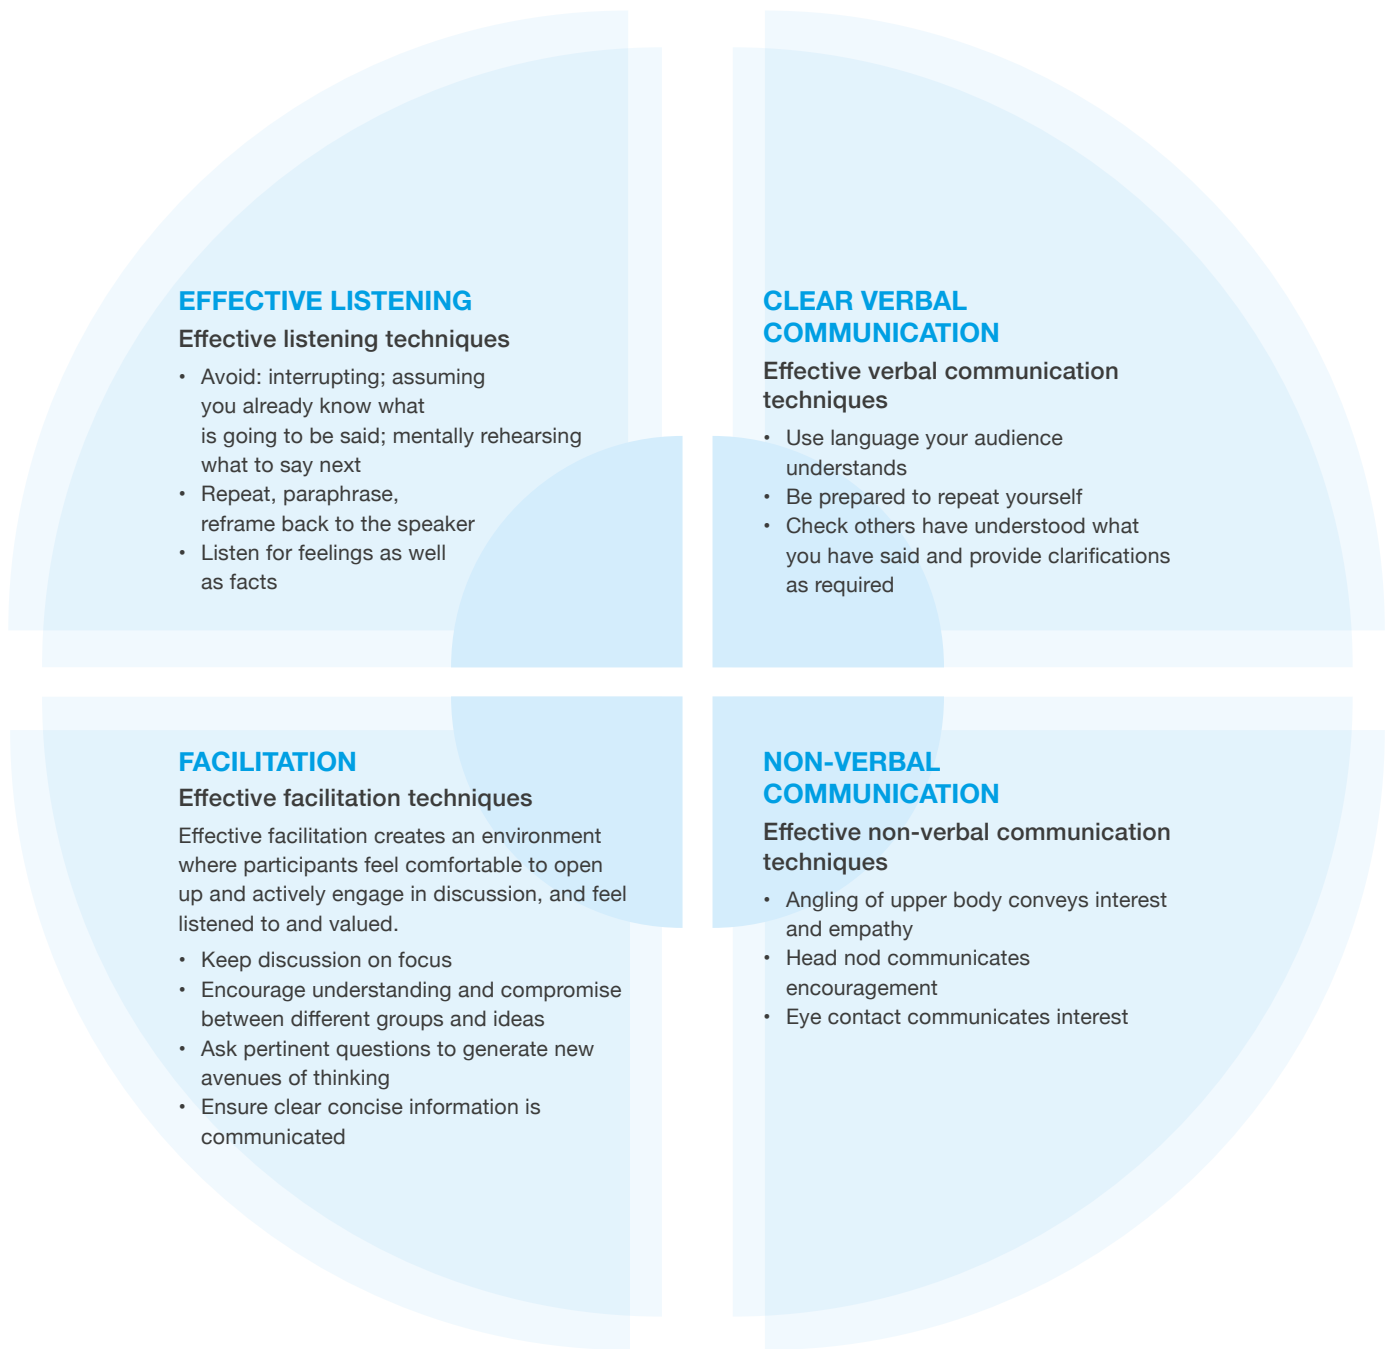 EFFECTIVE LISTENING
Effective listening techniques
• Avoid: interrupting; assuming
you already know what
is going to be said; mentally rehearsing
what to say next
• Repeat, paraphrase,
reframe back to the speaker
• Listen for feelings as well
as facts
CLEAR VERBAL
COMMUNICATION
Effective verbal communication
techniques
• Use language your audience
understands
• Be prepared to repeat yourself
• Check others have understood what
you have said and provide clarifications
as required
FACILITATION
Effective facilitation techniques
Effective facilitation creates an environment
where participants feel comfortable to open
up and actively engage in discussion, and feel
listened to and valued.
• Keep discussion on focus
• Encourage understanding and compromise
between different groups and ideas
• Ask pertinent questions to generate new
avenues of thinking
• Ensure clear concise information is
communicated
NON-VERBAL
COMMUNICATION
Effective non-verbal communication
techniques
• Angling of upper body conveys interest
and empathy
• Head nod communicates
encouragement
• Eye contact communicates interest